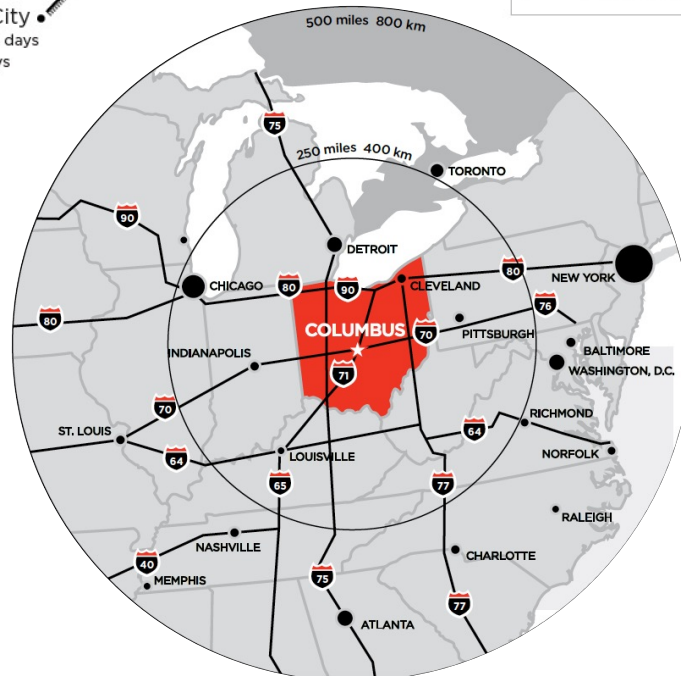 City
days
s
500 miles 800 km
75
250 miles 400 km
TORONTO
90
DETROIT
CHICAGO
80
90
CLEVELAND
80
NEW YORK
80
COLUMBUS
70
76
PITTSBURGH
INDIANAPOLIS
BALTIMORE
WASHINGTON, D.C.
71
70
RICHMOND
ST. LOUIS
64
64
LOUISVILLE
NORFOLK
65
77
RALEIGH
NASHVILLE
CHARLOTTE
40
MEMPHIS
75
77
ATLANTA